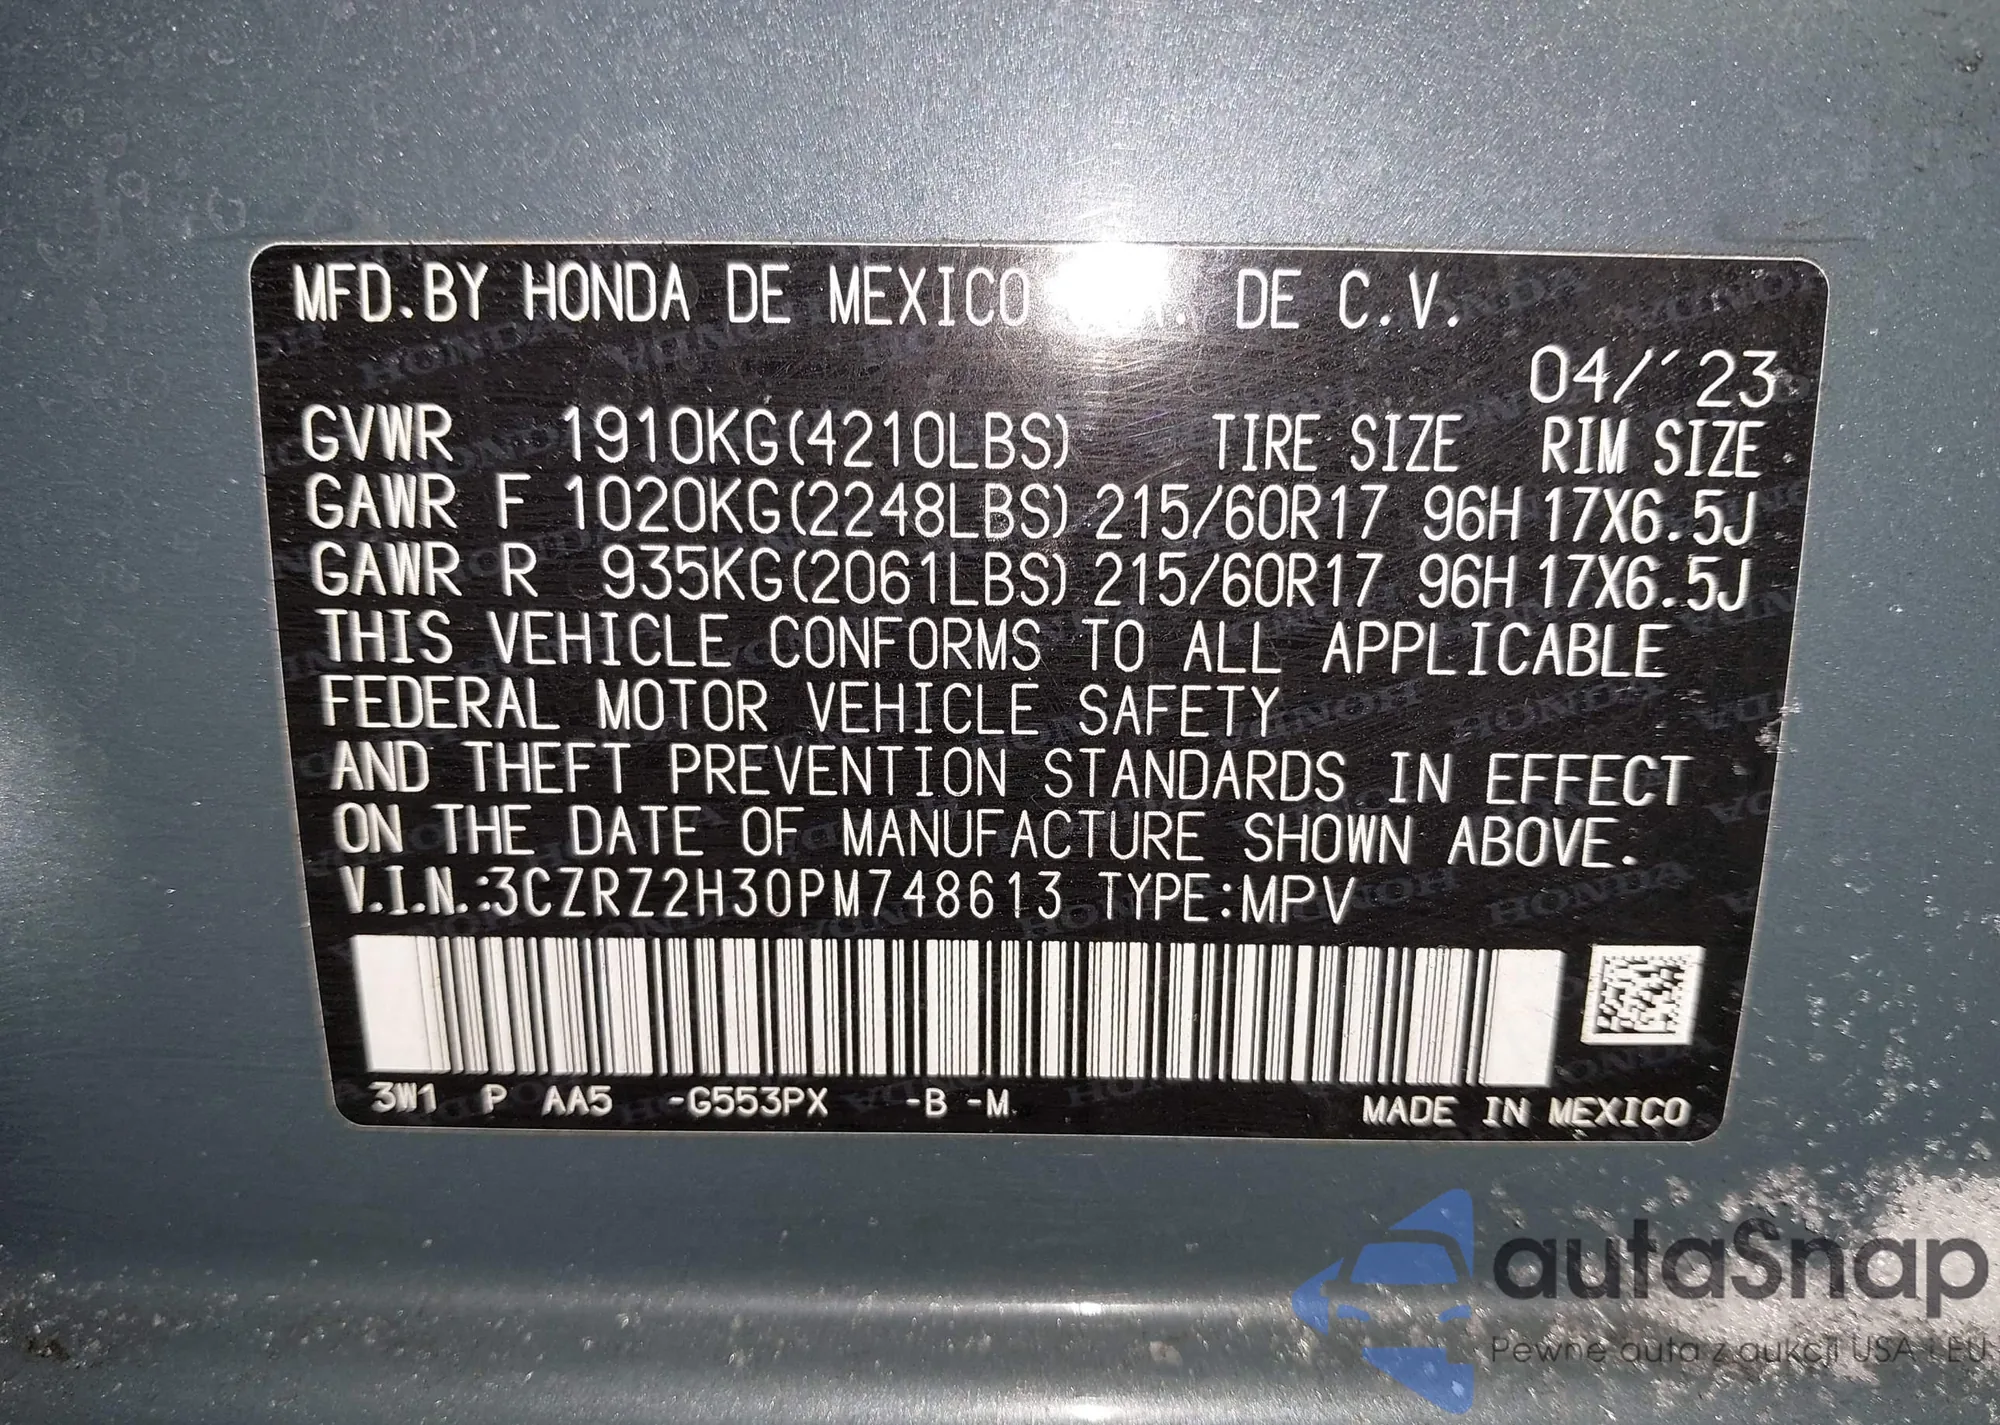 MFD.BY HONDA DE MEXICO DE C.V.
04/´23
GVWR 1910KG(4210LBS) TIRE SIZE RIM SIZE
GAWR F 1020KG(2248LBS) 215/60R17 96H 17X6.5J
GAWR R 935KG(2061LBS) 215/60R17 96H 17X6.5J
THIS VEHICLE CONFORMS TO ALL APPLICABLE
FEDERAL MOTOR VEHICLE SAFETY
AND THEFT PREVENTION STANDARDS IN EFFECT
ON THE DATE OF MANUFACTURE SHOWN ABOVE.
V.I.N.:3CZRZ2H30PM748613 TYPE:MPV
3W1 P AA5 -G553PX -B -M
MADE IN MEXICO
autaSnap
Pewne auta z aukcji USA i EU